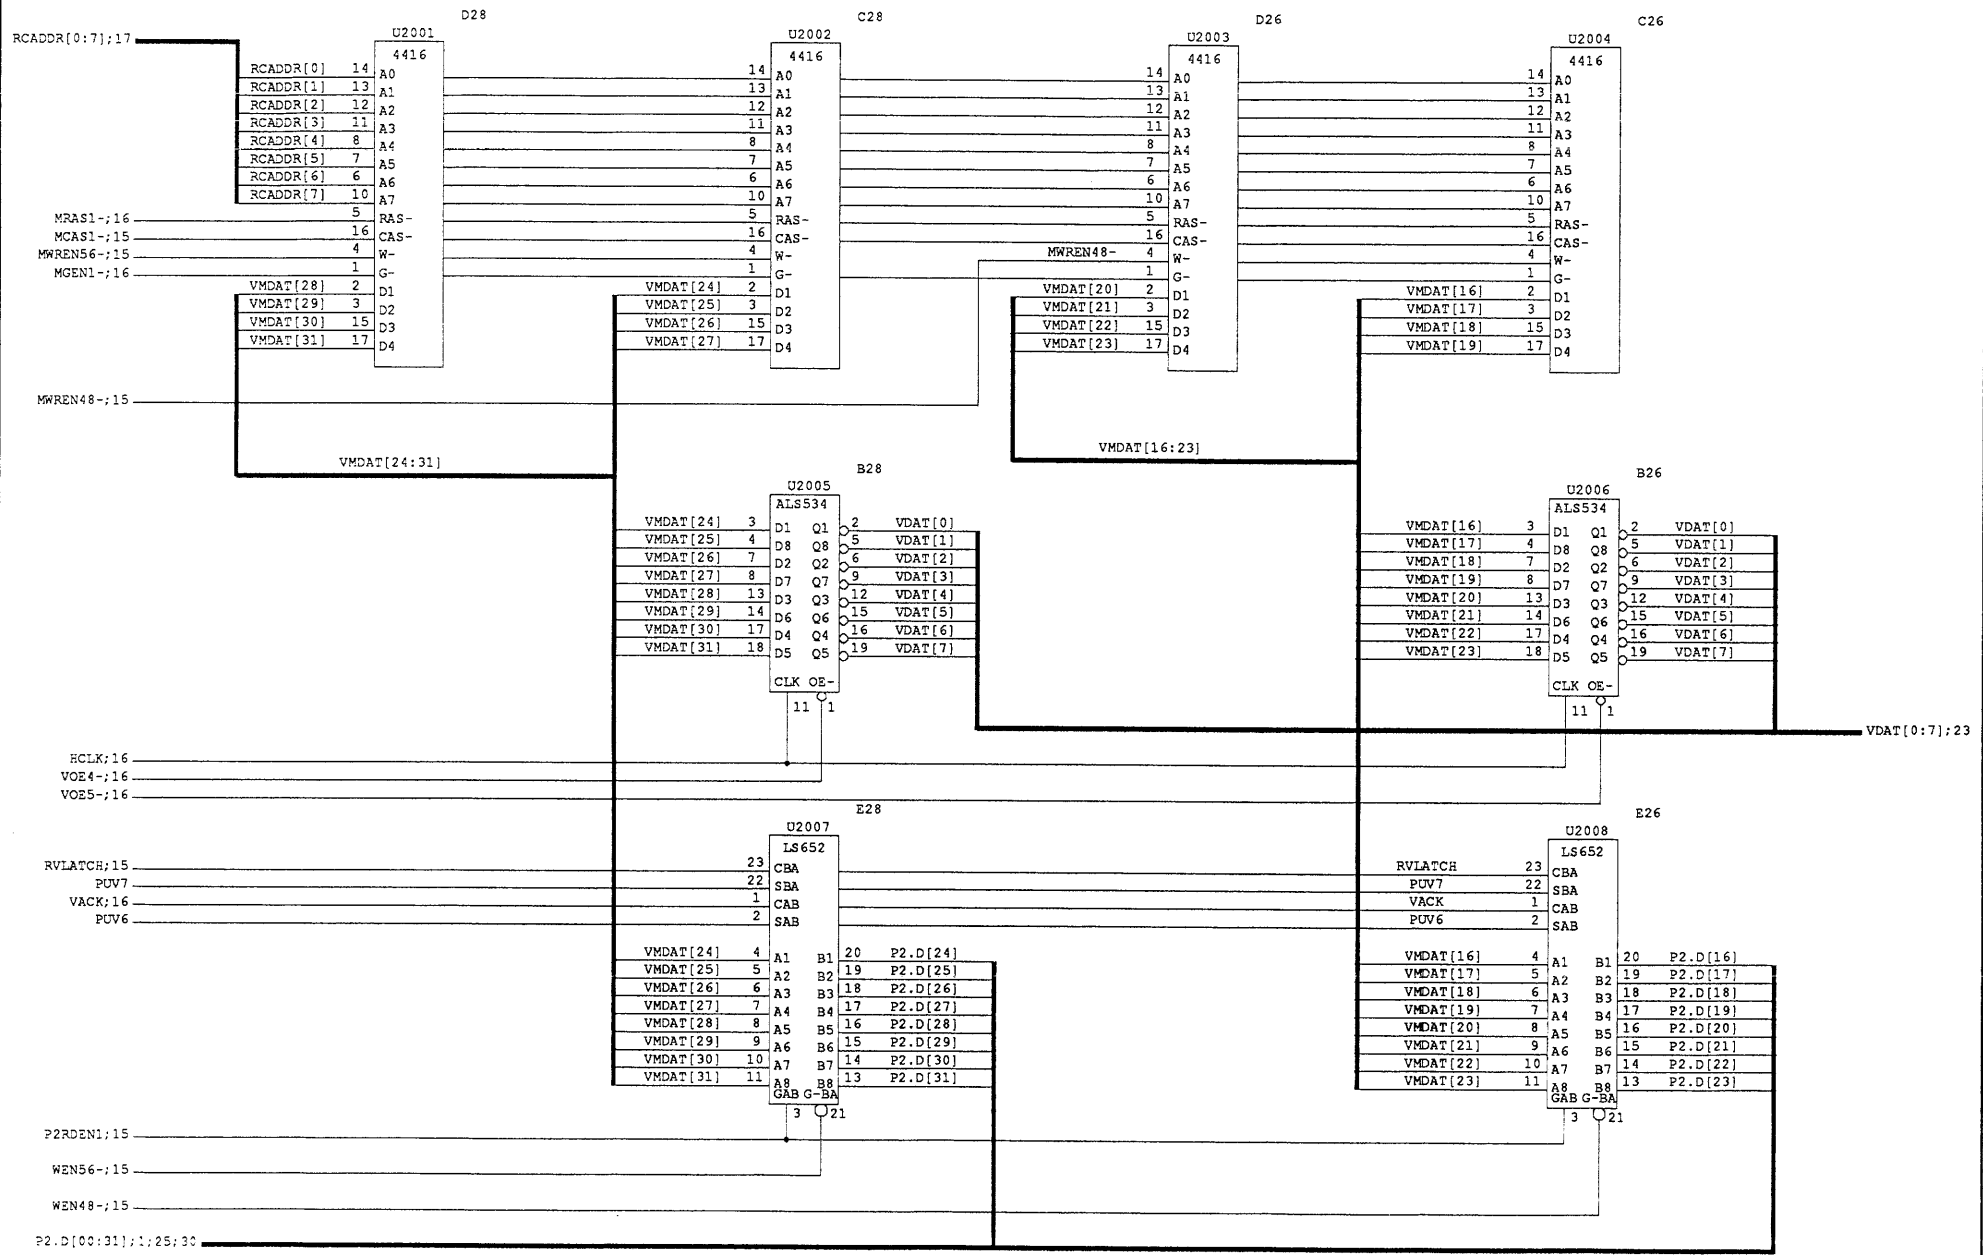 D28 C28 D26 C26
RCADDR[0:7];17
U2001 U2002 U2003 U2004
4416 4416 4416 4416
RCADDR[0] 14 A0 14 A0 14 A0 14 A0
RCADDR[1] 13 A1 13 A1 13 A1 13 A1
RCADDR[2] 12 A2 12 A2 12 A2 12 A2
RCADDR[3] 11 A3 11 A3 11 A3 11 A3
RCADDR[4] 8 A4 8 A4 8 A4 8 A4
RCADDR[5] 7 A5 7 A5 7 A5 7 A5
RCADDR[6] 6 A6 6 A6 6 A6 6 A6
RCADDR[7] 10 A7 10 A7 10 A7 10 A7
MRAS1-;16 5 RAS- 5 RAS- 5 RAS- 5 RAS-
MCAS1-;15 16 CAS- 16 CAS- 16 CAS- 16 CAS-
MWREN56-;15 4 W- 4 W- MWREN48- 4 W- 4 W-
MGEN1-;16 1 G- 1 G- 1 G- 1 G-
VMDAT[28] 2 D1 VMDAT[24] 2 D1 VMDAT[20] 2 D1 VMDAT[16] 2 D1
VMDAT[29] 3 D2 VMDAT[25] 3 D2 VMDAT[21] 3 D2 VMDAT[17] 3 D2
VMDAT[30] 15 D3 VMDAT[26] 15 D3 VMDAT[22] 15 D3 VMDAT[18] 15 D3
VMDAT[31] 17 D4 VMDAT[27] 17 D4 VMDAT[23] 17 D4 VMDAT[19] 17 D4
MWREN48-;15
VMDAT[24:31] VMDAT[16:23]
B28 B26
U2005 U2006
ALS534 ALS534
VMDAT[24] 3 D1 Q1 2 VDAT[0] VMDAT[16] 3 D1 Q1 2 VDAT[0]
VMDAT[25] 4 D8 Q8 5 VDAT[1] VMDAT[17] 4 D8 Q8 5 VDAT[1]
VMDAT[26] 7 D2 Q2 6 VDAT[2] VMDAT[18] 7 D2 Q2 6 VDAT[2]
VMDAT[27] 8 D7 Q7 9 VDAT[3] VMDAT[19] 8 D7 Q7 9 VDAT[3]
VMDAT[28] 13 D3 Q3 12 VDAT[4] VMDAT[20] 13 D3 Q3 12 VDAT[4]
VMDAT[29] 14 D6 Q6 15 VDAT[5] VMDAT[21] 14 D6 Q6 15 VDAT[5]
VMDAT[30] 17 D4 Q4 16 VDAT[6] VMDAT[22] 17 D4 Q4 16 VDAT[6]
VMDAT[31] 18 D5 Q5 19 VDAT[7] VMDAT[23] 18 D5 Q5 19 VDAT[7]
CLK OE- CLK OE-
11 1 11 1
VDAT[0:7];23
HCLK;16
VOE4-;16
VOE5-;16
E28 E26
U2007 U2008
LS652 LS652
RVLATCH;15 23 CBA RVLATCH 23 CBA
PUV7 22 SBA PUV7 22 SBA
VACK;16 1 CAB VACK 1 CAB
PUV6 2 SAB PUV6 2 SAB
VMDAT[24] 4 A1 B1 20 P2.D[24] VMDAT[16] 4 A1 B1 20 P2.D[16]
VMDAT[25] 5 A2 B2 19 P2.D[25] VMDAT[17] 5 A2 B2 19 P2.D[17]
VMDAT[26] 6 A3 B3 18 P2.D[26] VMDAT[18] 6 A3 B3 18 P2.D[18]
VMDAT[27] 7 A4 B4 17 P2.D[27] VMDAT[19] 7 A4 B4 17 P2.D[19]
VMDAT[28] 8 A5 B5 16 P2.D[28] VMDAT[20] 8 A5 B5 16 P2.D[20]
VMDAT[29] 9 A6 B6 15 P2.D[29] VMDAT[21] 9 A6 B6 15 P2.D[21]
VMDAT[30] 10 A7 B7 14 P2.D[30] VMDAT[22] 10 A7 B7 14 P2.D[22]
VMDAT[31] 11 A8 B8 13 P2.D[31] VMDAT[23] 11 A8 B8 13 P2.D[23]
GAB G-BA GAB G-BA
3 21 3 21
P2RDEN1;15
WEN56-;15
WEN48-;15
P2.D[00:31];1;25;30